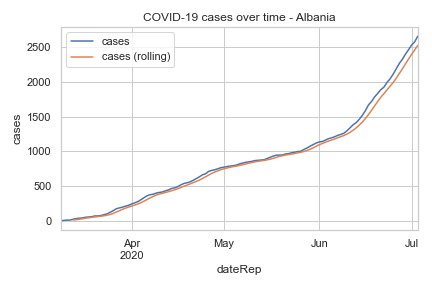 COVID-19 cases over time - Albania
cases
cases (rolling)
2500
2000
1500
1000
500
0
cases
Apr
2020
May
Jun
Jul
dateRep